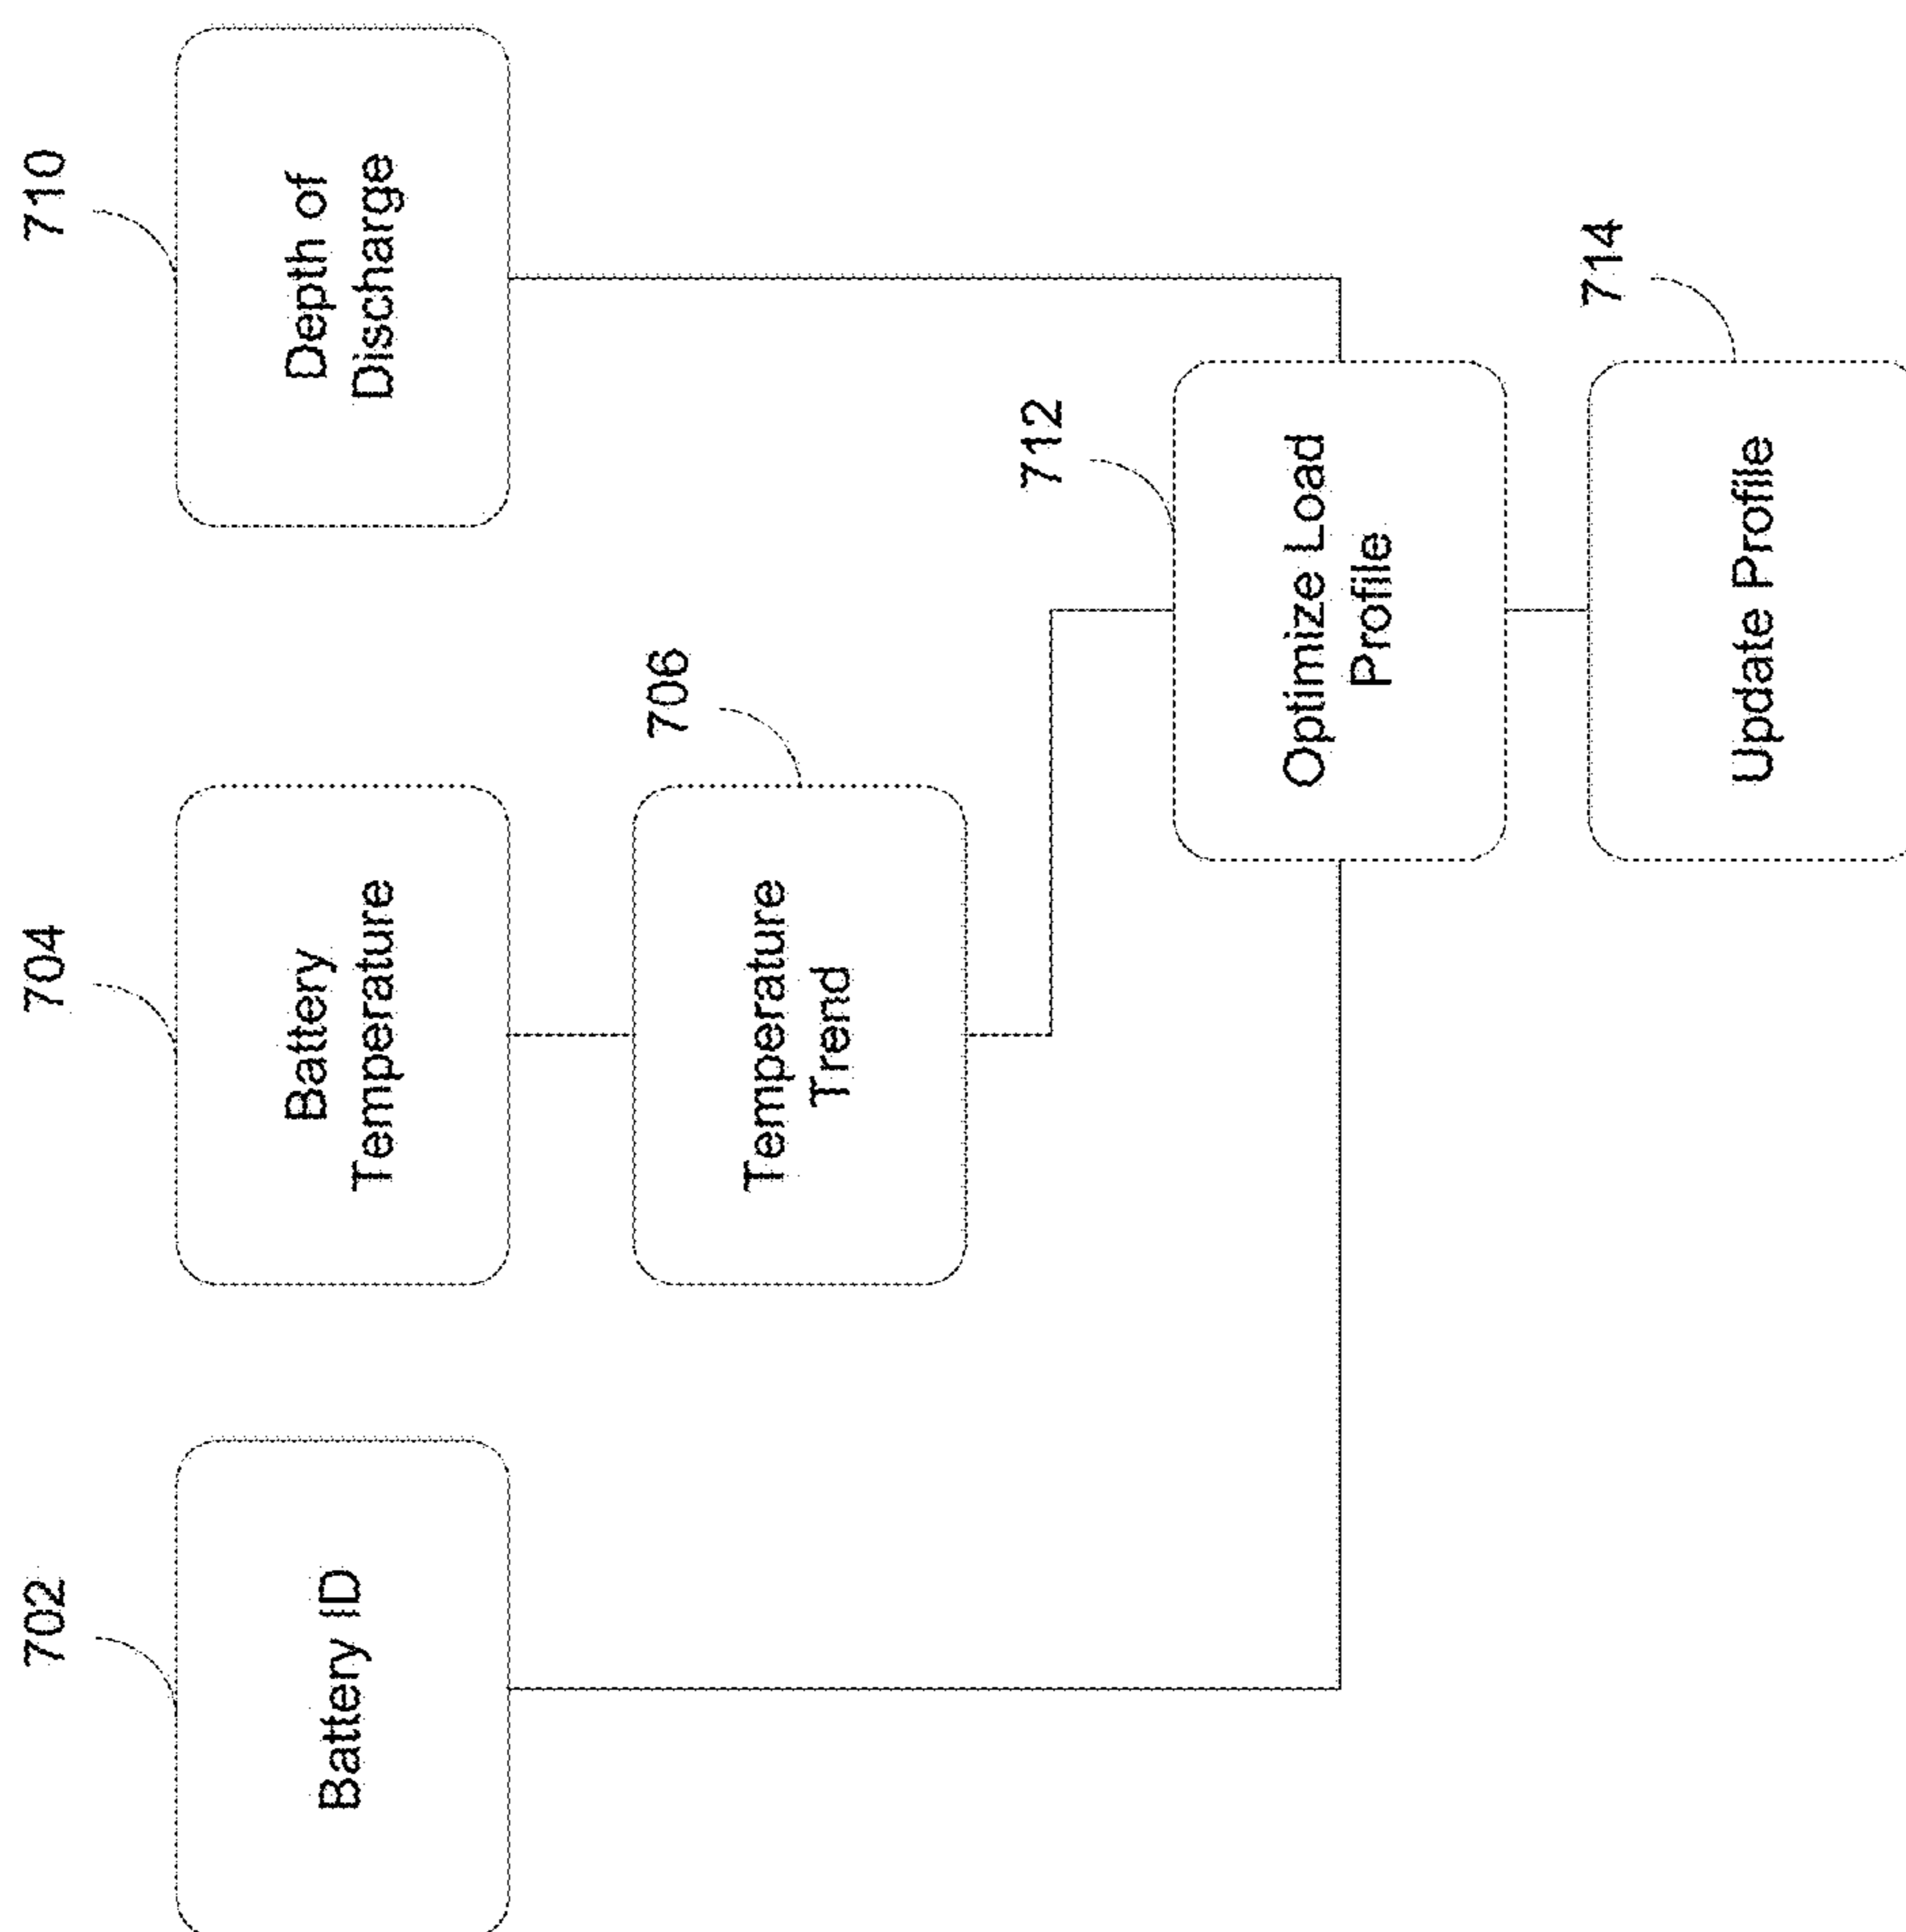 702
Battery ID
704
Battery
Temperature
710
Depth of
Discharge
706
Temperature
Trend
712
Optimize Load
Profile
714
Update Profile